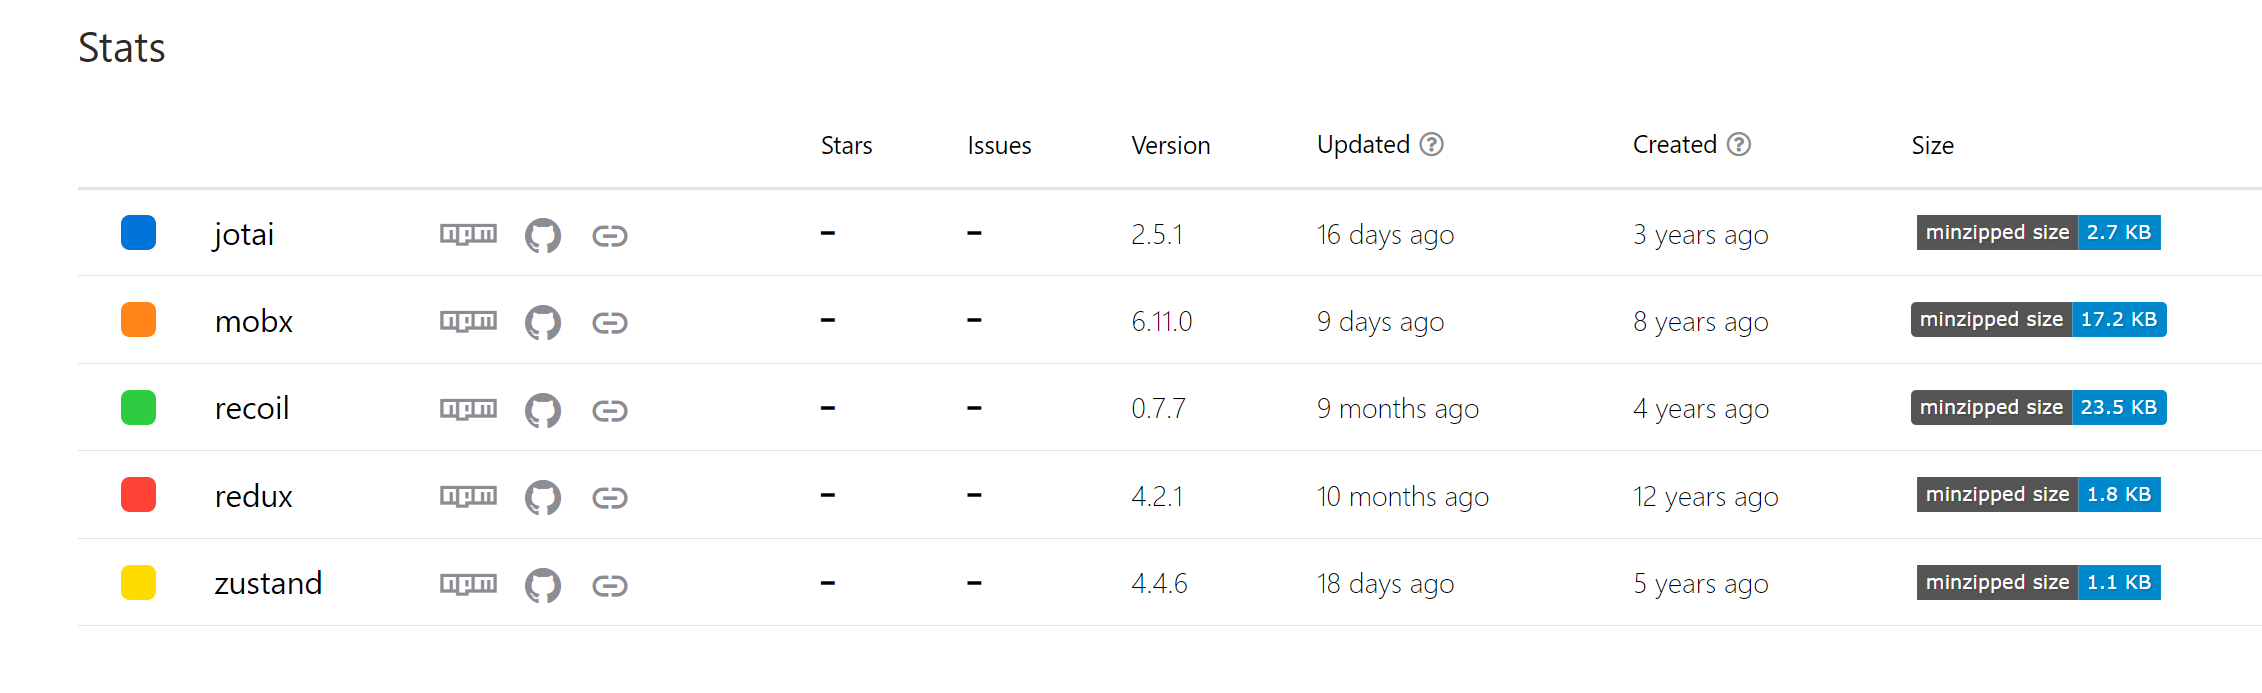 Stats
Stars Issues Version Updated ? Created ? Size
jotai npm - - 2.5.1 16 days ago 3 years ago minzipped size 2.7 KB
mobx npm - - 6.11.0 9 days ago 8 years ago minzipped size 17.2 KB
recoil npm - - 0.7.7 9 months ago 4 years ago minzipped size 23.5 KB
redux npm - - 4.2.1 10 months ago 12 years ago minzipped size 1.8 KB
zustand npm - - 4.4.6 18 days ago 5 years ago minzipped size 1.1 KB